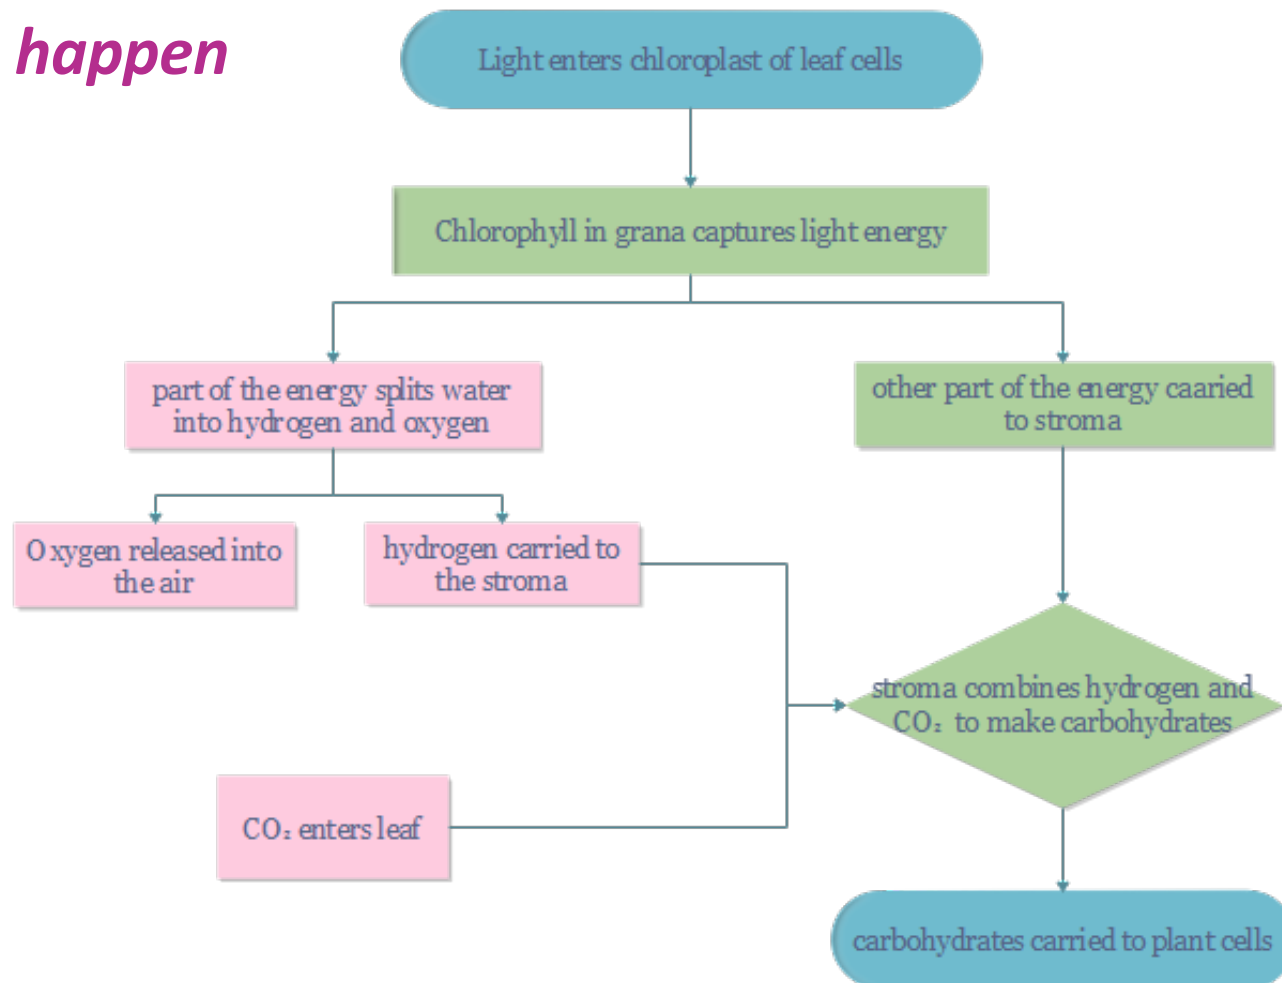 happen
Light enters chloroplast of leaf cells
Chlorophyll in grana captures light energy
part of the energy splits water
into hydrogen and oxygen
other part of the energy caaried
to stroma
Oxygen released into
the air
hydrogen carried to
the stroma
stroma combines hydrogen and
CO₂ to make carbohydrates
CO₂ enters leaf
carbohydrates carried to plant cells